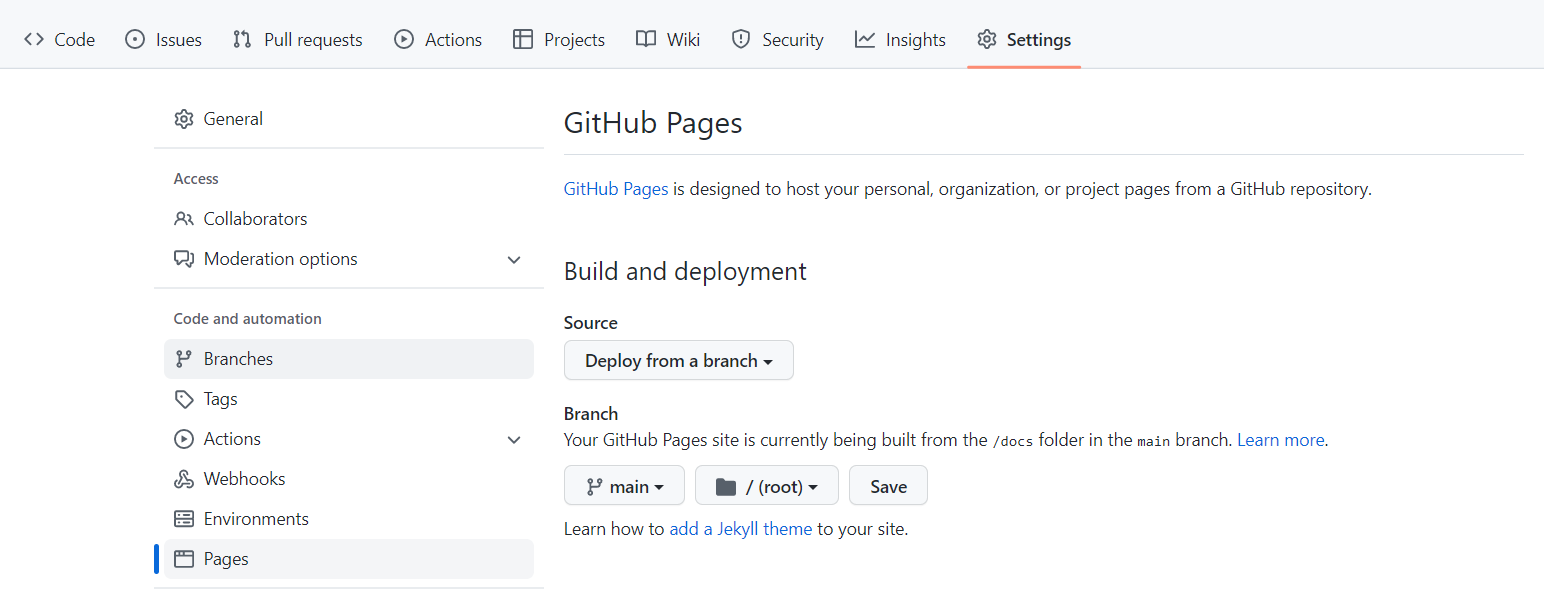 Code Issues Pull requests Actions Projects Wiki Security Insights Settings
General
Access
Collaborators
Moderation options
Code and automation
Branches
Tags
Actions
Webhooks
Environments
Pages
GitHub Pages
GitHub Pages is designed to host your personal, organization, or project pages from a GitHub repository.
Build and deployment
Source
Deploy from a branch
Branch
Your GitHub Pages site is currently being built from the /docs folder in the main branch. Learn more.
main / (root) Save
Learn how to add a Jekyll theme to your site.